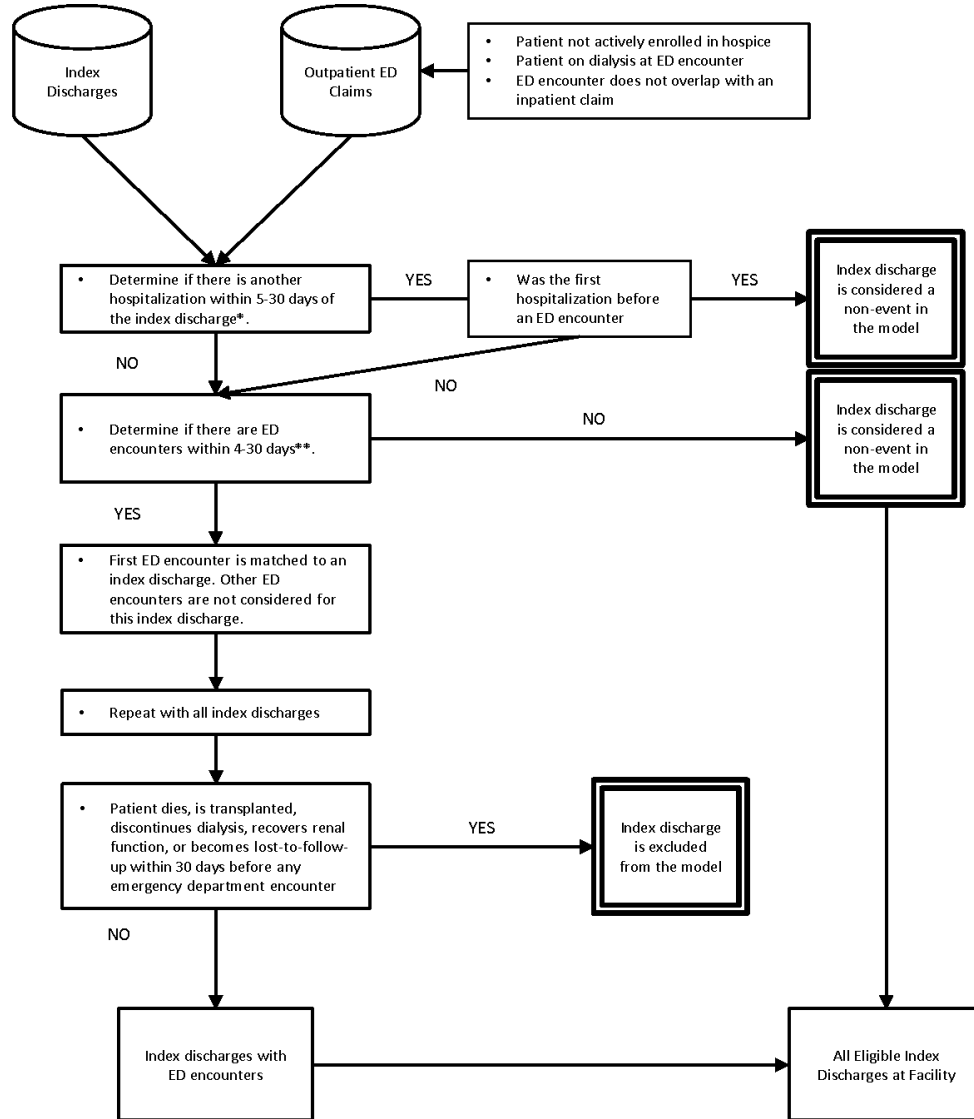 Index
Discharges
Outpatient ED
Claims
• Patient not actively enrolled in hospice
• Patient on dialysis at ED encounter
• ED encounter does not overlap with an
inpatient claim
• Determine if there is another
hospitalization within 5-30 days of
the index discharge*.
YES
• Was the first
hospitalization before
an ED encounter
YES
Index discharge
is considered a
non-event in
the model
NO
NO
• Determine if there are ED
encounters within 4-30 days**.
NO
Index discharge
is considered a
non-event in
the model
YES
• First ED encounter is matched to an
index discharge. Other ED
encounters are not considered for
this index discharge.
• Repeat with all index discharges
• Patient dies, is transplanted,
discontinues dialysis, recovers renal
function, or becomes lost-to-follow-
up within 30 days before any
emergency department encounter
YES
Index discharge
is excluded
from the model
NO
Index discharges with
ED encounters
All Eligible Index
Discharges at Facility